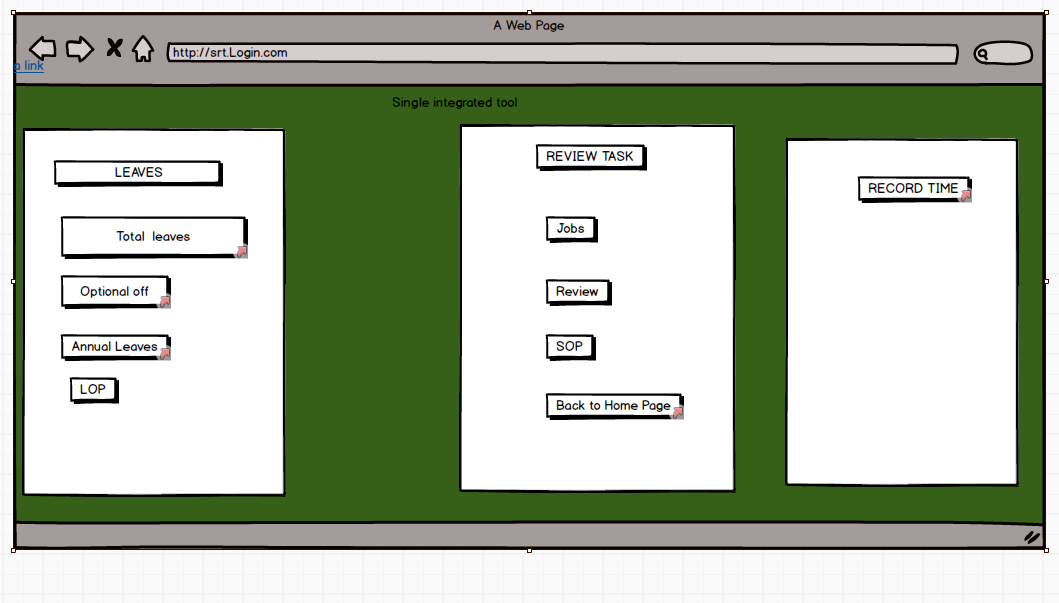 A Web Page
http://srt.Login.com
a link
Single integrated tool
LEAVES
Total leaves
Optional off
Annual Leaves
LOP
REVIEW TASK
Jobs
Review
SOP
Back to Home Page
RECORD TIME